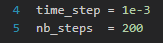 4 time_step = 1e-3
5 nb_steps  = 200